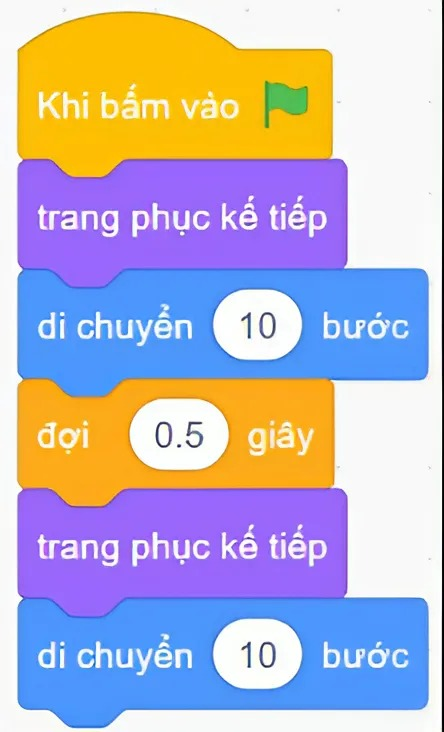 Khi bấm vào
trang phục kế tiếp
di chuyển 10 bước
đợi 0.5 giây
trang phục kế tiếp
di chuyển 10 bước